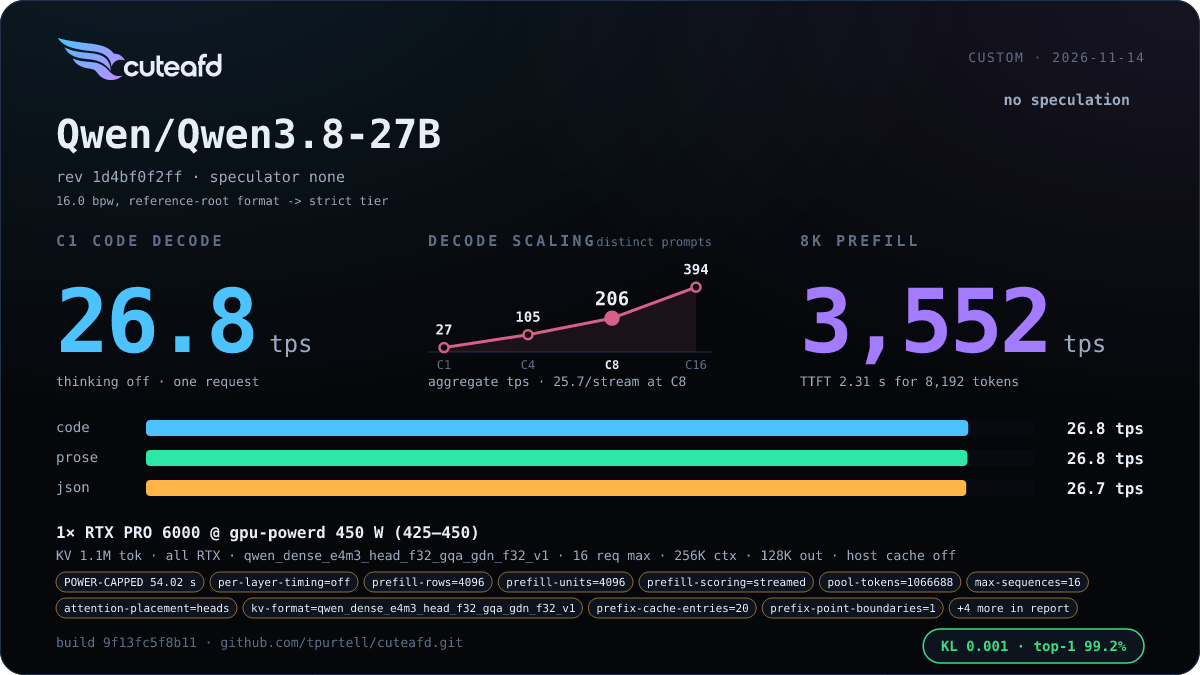 cuteafd
CUSTOM · 2026-11-14
no speculation
Qwen/Qwen3.8-27B
rev 1d4bf0f2ff · speculator none
16.0 bpw, reference-root format -> strict tier
C1 CODE DECODE
26.8 tps
thinking off · one request
DECODE SCALING distinct prompts
27 105 206 394
C1 C4 C8 C16
aggregate tps · 25.7/stream at C8
8K PREFILL
3,552 tps
TTFT 2.31 s for 8,192 tokens
code 26.8 tps
prose 26.8 tps
json 26.7 tps
1× RTX PRO 6000 @ gpu-powerd 450 W (425–450)
KV 1.1M tok · all RTX · qwen_dense_e4m3_head_f32_gqa_gdn_f32_v1 · 16 req max · 256K ctx · 128K out · host cache off
POWER-CAPPED 54.02 s per-layer-timing=off prefill-rows=4096 prefill-units=4096 prefill-scoring=streamed pool-tokens=1066688 max-sequences=16
attention-placement=heads kv-format=qwen_dense_e4m3_head_f32_gqa_gdn_f32_v1 prefix-cache-entries=20 prefix-point-boundaries=1 +4 more in report
build 9f13fc5f8b11 · github.com/tpurtell/cuteafd.git
KL 0.001 · top-1 99.2%